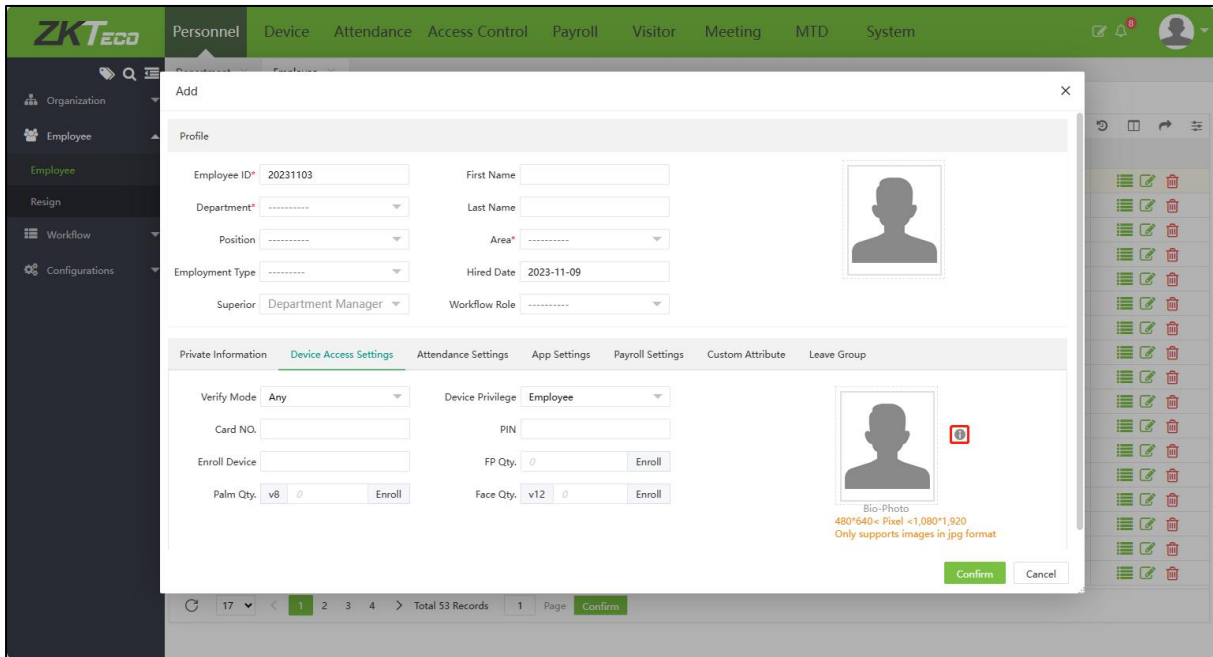 ZKTeco
Personnel Device Attendance Access Control Payroll Visitor Meeting MTD System
8
Department Employee
Organization
Employee
Employee
Resign
Workflow
Configurations
Add
Profile
Employee ID* 20231103 First Name
Department* ---------- Last Name
Position ---------- Area* ----------
Employment Type --------- Hired Date 2023-11-09
Superior Department Manager Workflow Role ----------
Private Information Device Access Settings Attendance Settings App Settings Payroll Settings Custom Attribute Leave Group
Verify Mode Any Device Privilege Employee
Card NO. PIN
Enroll Device FP Qty. 0 Enroll
Palm Qty. v8 0 Enroll Face Qty. v12 0 Enroll
Bio-Photo
480*640< Pixel <1,080*1,920
Only supports images in jpg format
Confirm Cancel
17 < 1 2 3 4 > Total 53 Records 1 Page Confirm